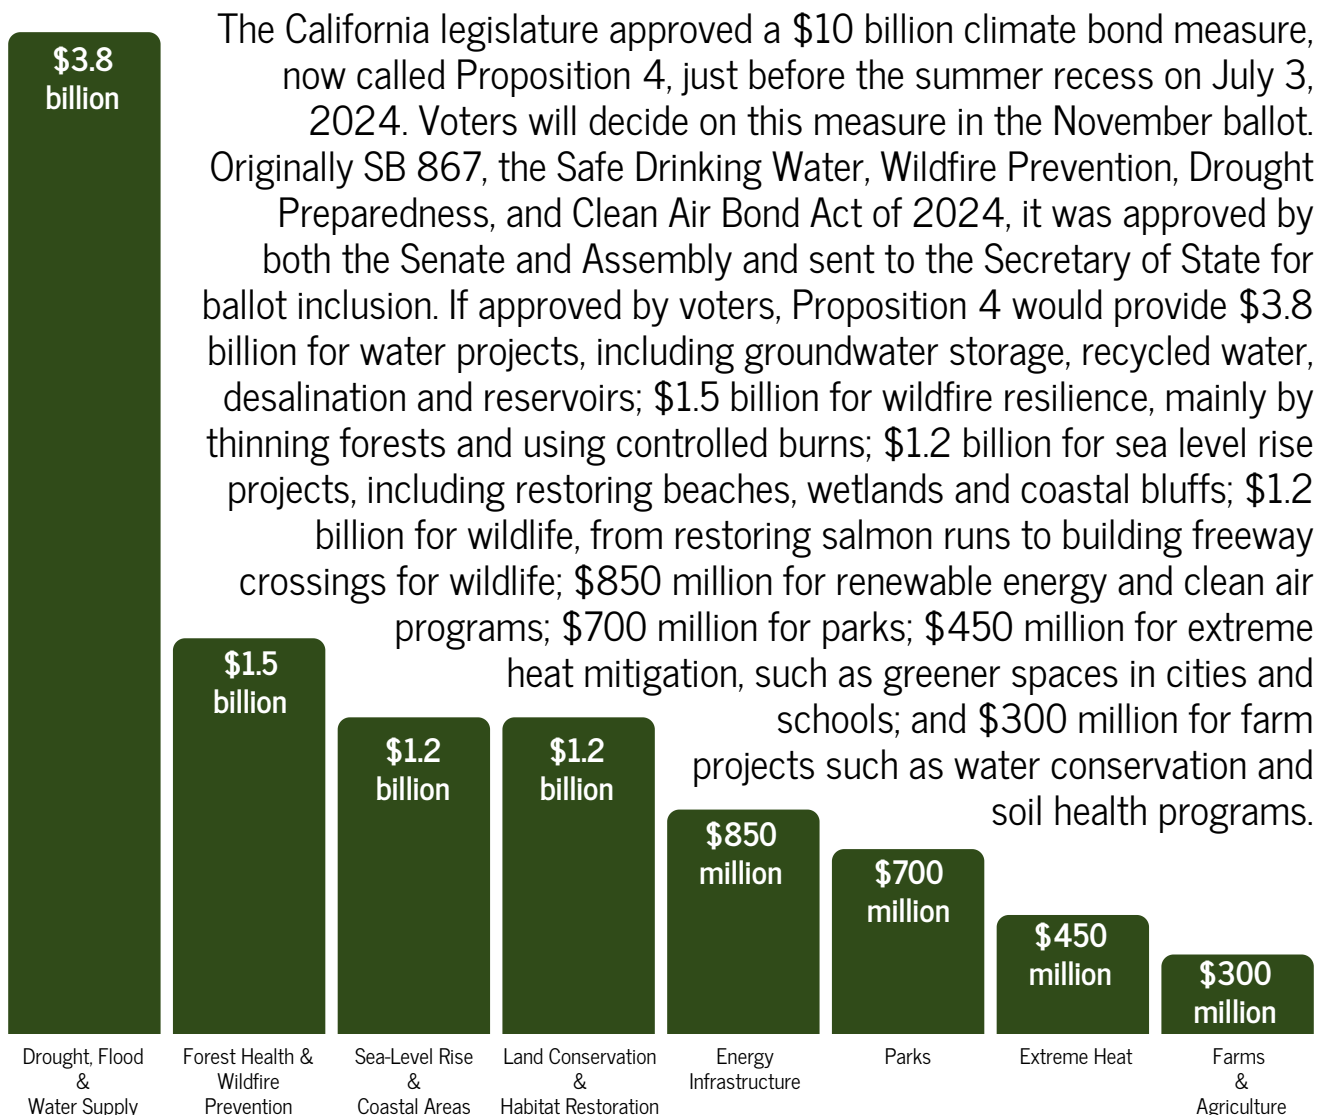 The California legislature approved a $10 billion climate bond measure,
now called Proposition 4, just before the summer recess on July 3,
2024. Voters will decide on this measure in the November ballot.
Originally SB 867, the Safe Drinking Water, Wildfire Prevention, Drought
Preparedness, and Clean Air Bond Act of 2024, it was approved by
both the Senate and Assembly and sent to the Secretary of State for
ballot inclusion. If approved by voters, Proposition 4 would provide $3.8
billion for water projects, including groundwater storage, recycled water,
desalination and reservoirs; $1.5 billion for wildfire resilience, mainly by
thinning forests and using controlled burns; $1.2 billion for sea level rise
projects, including restoring beaches, wetlands and coastal bluffs; $1.2
billion for wildlife, from restoring salmon runs to building freeway
crossings for wildlife; $850 million for renewable energy and clean air
programs; $700 million for parks; $450 million for extreme
heat mitigation, such as greener spaces in cities and
schools; and $300 million for farm
projects such as water conservation and
soil health programs.
$3.8
billion
$1.5
billion
$1.2
billion
$1.2
billion
$850
million
$700
million
$450
million
$300
million
Drought, Flood
&
Water Supply
Forest Health &
Wildfire
Prevention
Sea-Level Rise
&
Coastal Areas
Land Conservation
&
Habitat Restoration
Energy
Infrastructure
Parks
Extreme Heat
Farms
&
Agriculture